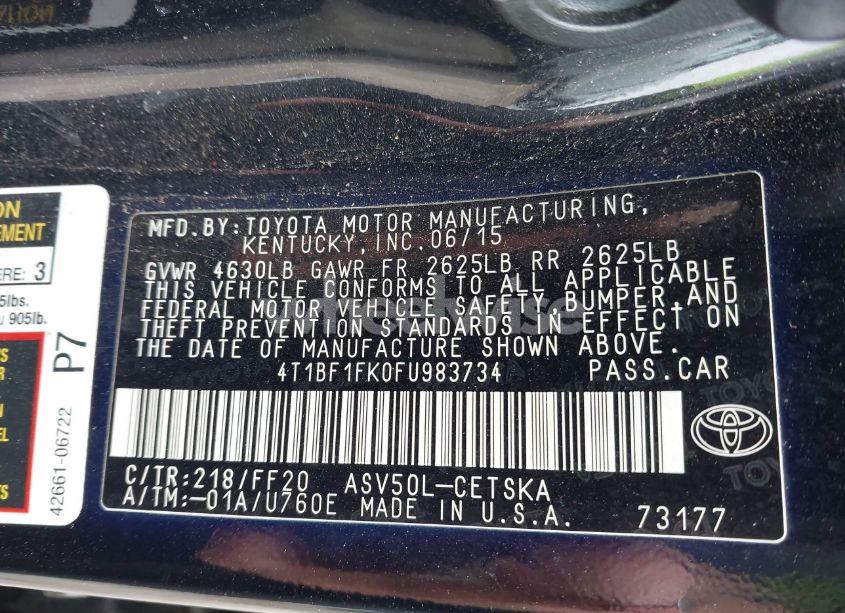 ON
EMENT
ERE: 3
5lbs.
905lb.
P7
42661-06722
MFD.BY:TOYOTA MOTOR MANUFACTURING,
KENTUCKY,INC.06/15
GVWR 4630LB GAWR FR 2625LB RR 2625LB
THIS VEHICLE CONFORMS TO ALL APPLICABLE
FEDERAL MOTOR VEHICLE SAFETY,BUMPER,AND
THEFT PREVENTION STANDARDS IN EFFECT ON
THE DATE OF MANUFACTURE SHOWN ABOVE.
4T1BF1FK0FU983734 PASS.CAR
C/TR:218/FF20 ASV50L-CETSKA
A/TM:-01A/U760E MADE IN U.S.A. 73177